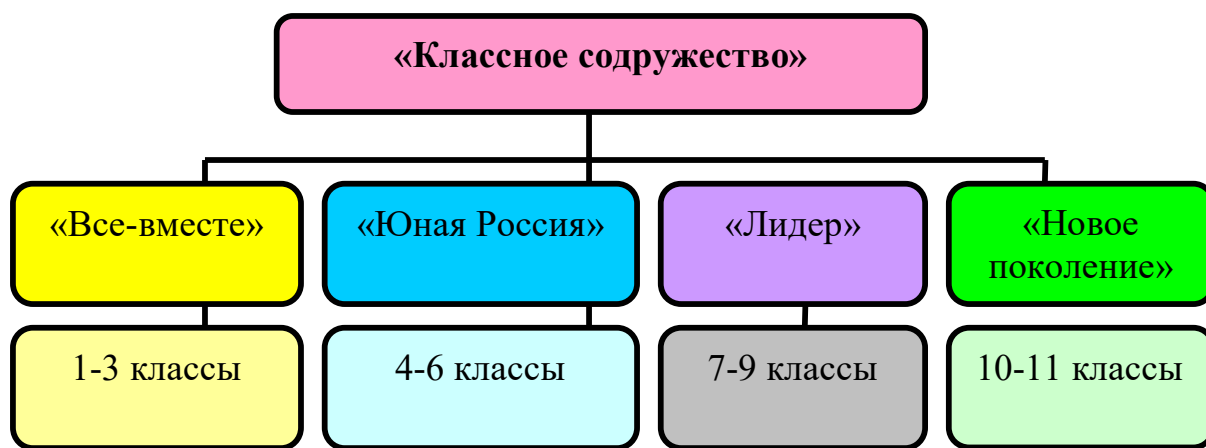 «Классное содружество»
«Все-вместе»
«Юная Россия»
«Лидер»
«Новое
поколение»
1-3 классы
4-6 классы
7-9 классы
10-11 классы